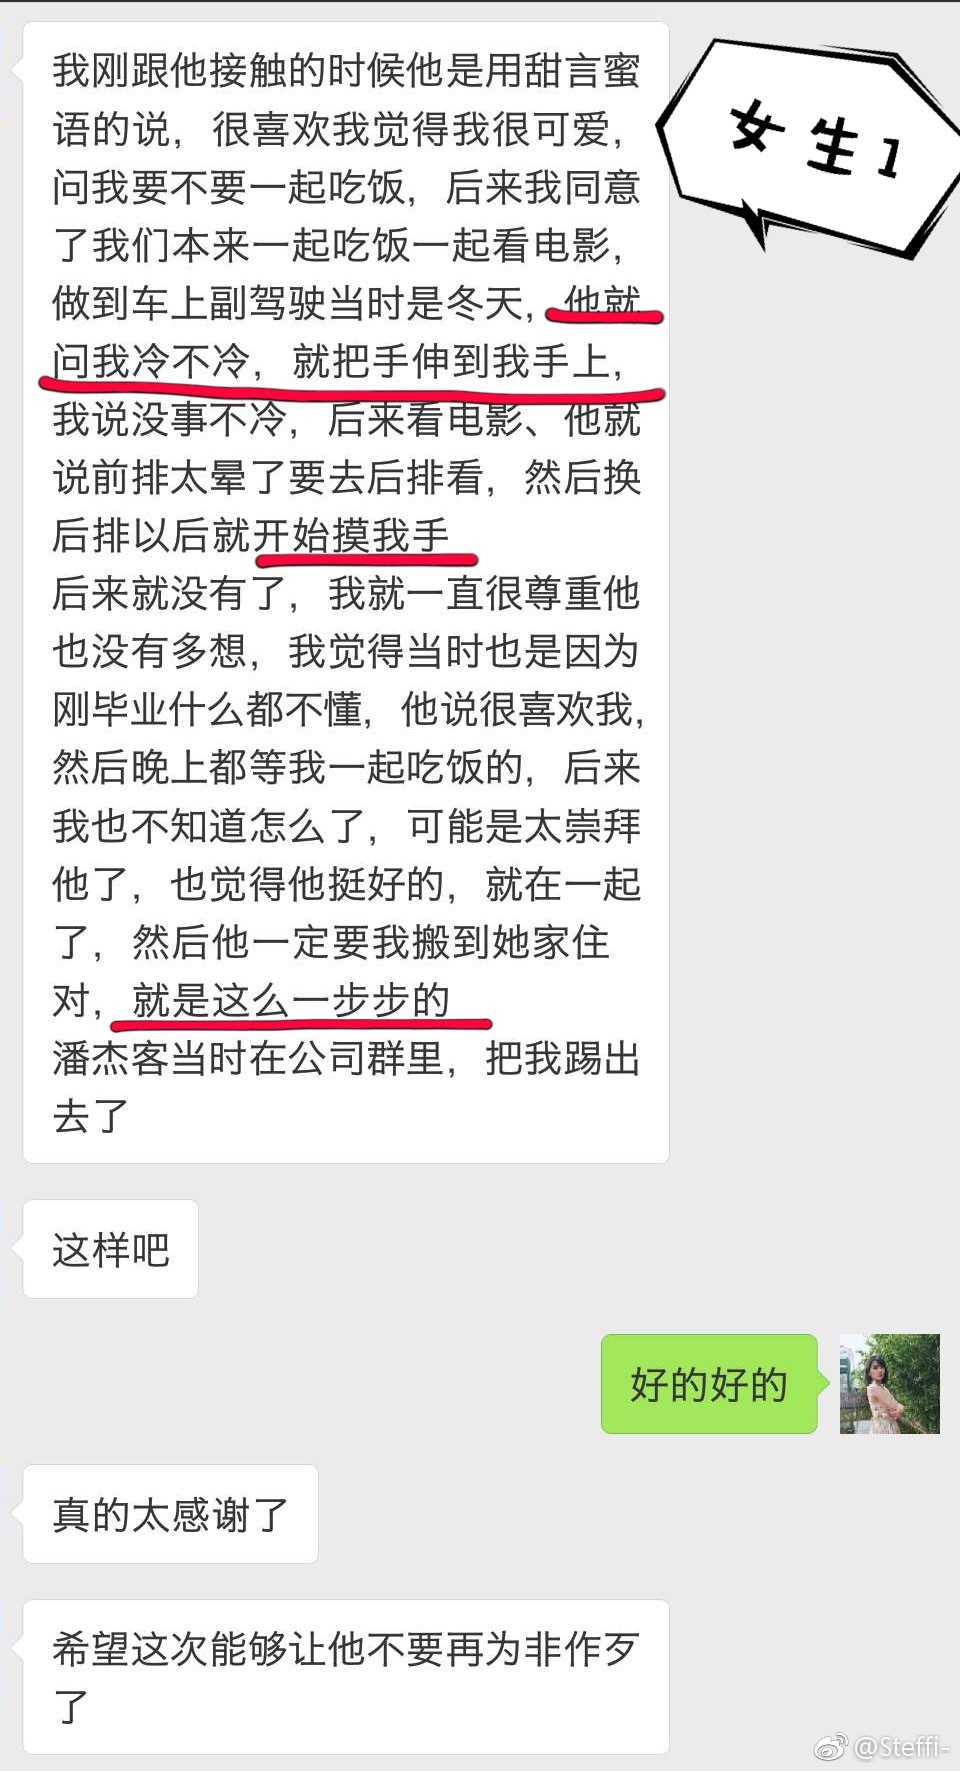 我刚跟他接触的时候他是用甜言蜜
语的说，很喜欢我觉得我很可爱，
问我要不要一起吃饭，后来我同意
了我们本来一起吃饭一起看电影，
做到车上副驾驶当时是冬天，他就
问我冷不冷，就把手伸到我手上，
我说没事不冷，后来看电影、他就
说前排太晕了要去后排看，然后换
后排以后就开始摸我手
后来就没有了，我就一直很尊重他
也没有多想，我觉得当时也是因为
刚毕业什么都不懂，他说很喜欢我，
然后晚上都等我一起吃饭的，后来
我也不知道怎么了，可能是太崇拜
他了，也觉得他挺好的，就在一起
了，然后他一定要我搬到她家住
对，就是这么一步步的
潘杰客当时在公司群里，把我踢出
去了
女生1
这样吧
好的好的
真的太感谢了
希望这次能够让他不要再为非作歹
了
@Steffi-